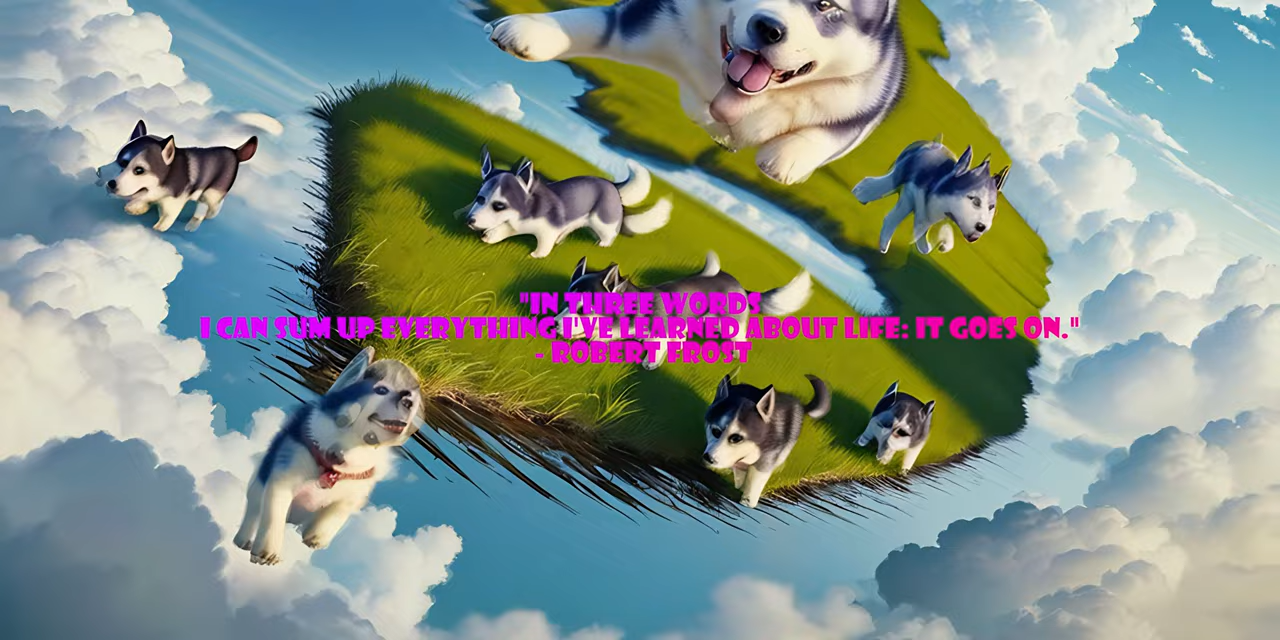 "IN THREE WORDS
I CAN SUM UP EVERYTHING I'VE LEARNED ABOUT LIFE: IT GOES ON."
- ROBERT FROST